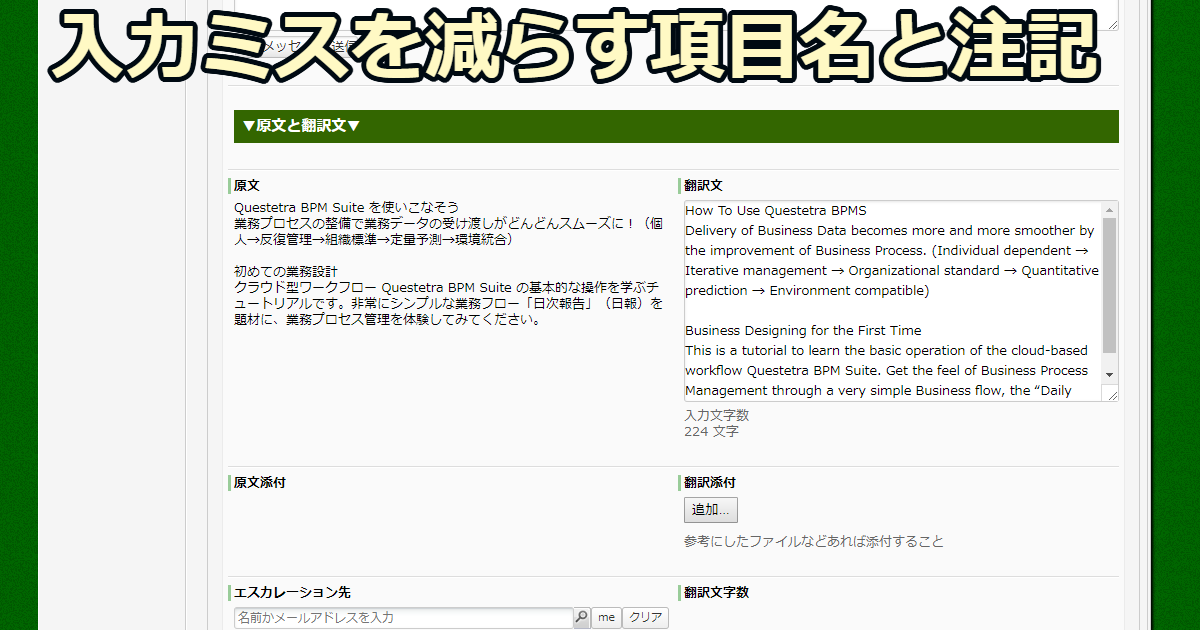 入力ミスを減らす項目名と注記
▼原文と翻訳文▼
原文
Questetra BPM Suite を使いこなそう
業務プロセスの整備で業務データの受け渡しがどんどんスムーズに！（個
人→反復管理→組織標準→定量予測→環境統合）
初めての業務設計
クラウド型ワークフロー Questetra BPM Suite の基本的な操作を学ぶチ
ュートリアルです。非常にシンプルな業務フロー「日次報告」（日報）を
題材に、業務プロセス管理を体験してみてください。
翻訳文
How To Use Questetra BPMS
Delivery of Business Data becomes more and more smoother by
the improvement of Business Process. (Individual dependent →
Iterative management → Organizational standard → Quantitative
prediction → Environment compatible)
Business Designing for the First Time
This is a tutorial to learn the basic operation of the cloud-based
workflow Questetra BPM Suite. Get the feel of Business Process
Management through a very simple Business flow, the “Daily
入力文字数
224 文字
原文添付
翻訳添付
追加...
参考にしたファイルなどあれば添付すること
エスカレーション先
名前かメールアドレスを入力
me
クリア
翻訳文字数